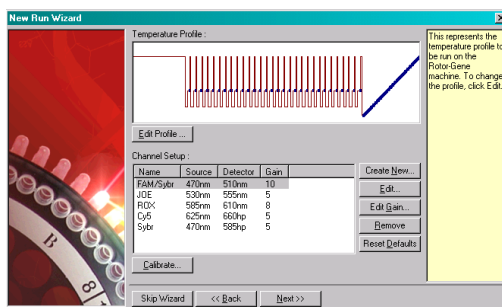 New Run Wizard
Temperature Profile :
This represents the
temperature profile to
be run on the
Rotor-Gene
machine. To change
the profile, click Edit.
Edit Profile ...
Channel Setup :
Name Source Detector Gain
FAM/Sybr 470nm 510nm 10
JOE 530nm 555nm 5
ROX 585nm 610nm 8
Cy5 625nm 660hp 5
Sybr 470nm 585hp 5
Create New...
Edit...
Edit Gain...
Remove
Reset Defaults
Calibrate...
B
8
Skip Wizard << Back Next >>